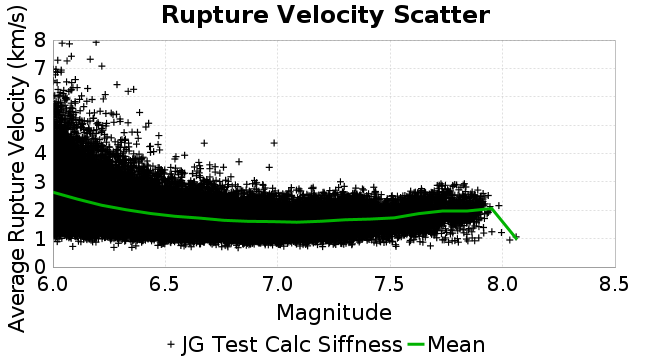 Rupture Velocity Scatter
Average Rupture Velocity (km/s)
8
7
6
5
4
3
2
1
0
6.0 6.5 7.0 7.5 8.0 8.5
Magnitude
JG Test Calc Siffness Mean